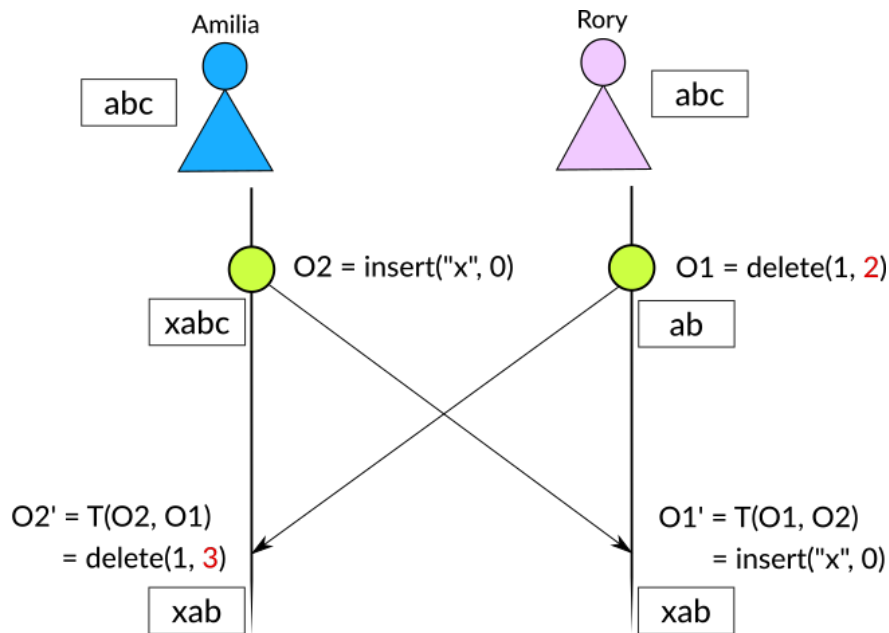 Amilia
Rory
abc
abc
O2 = insert("x", 0)
O1 = delete(1, 2)
xabc
ab
O2' = T(O2, O1)
= delete(1, 3)
O1' = T(O1, O2)
= insert("x", 0)
xab
xab